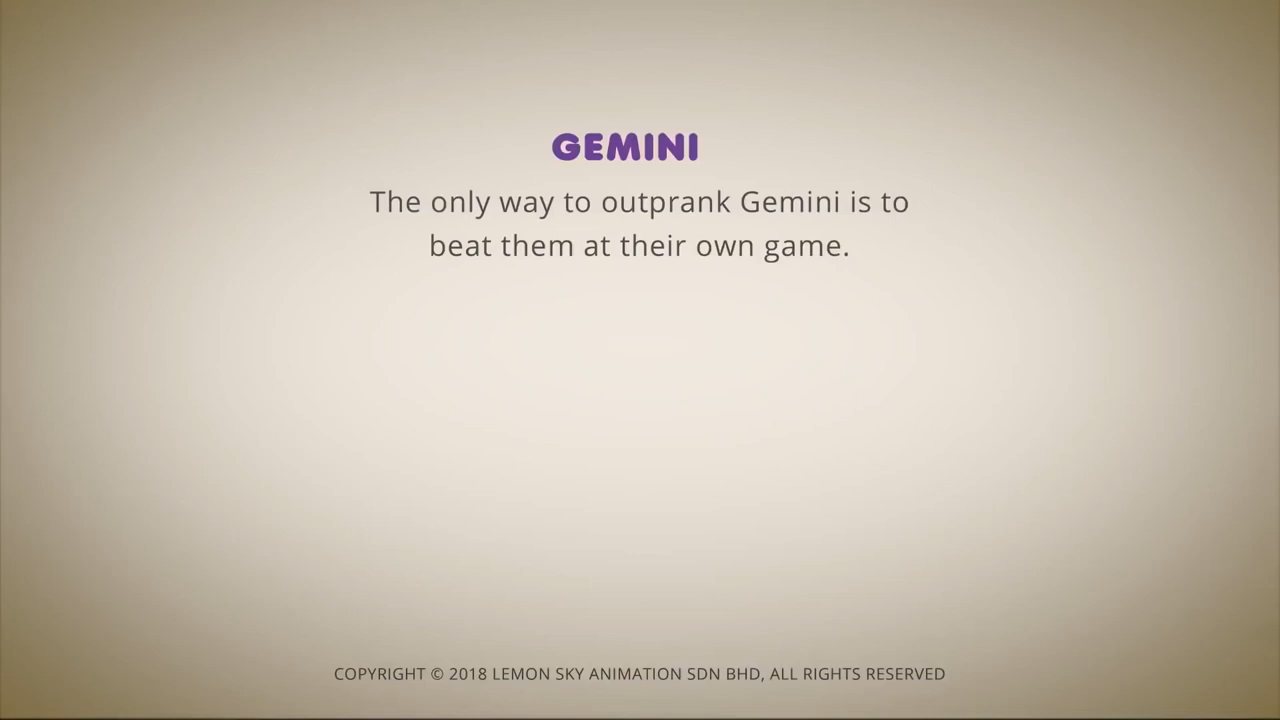 GEMINI
The only way to outprank Gemini is to
beat them at their own game.
COPYRIGHT © 2018 LEMON SKY ANIMATION SDN BHD, ALL RIGHTS RESERVED